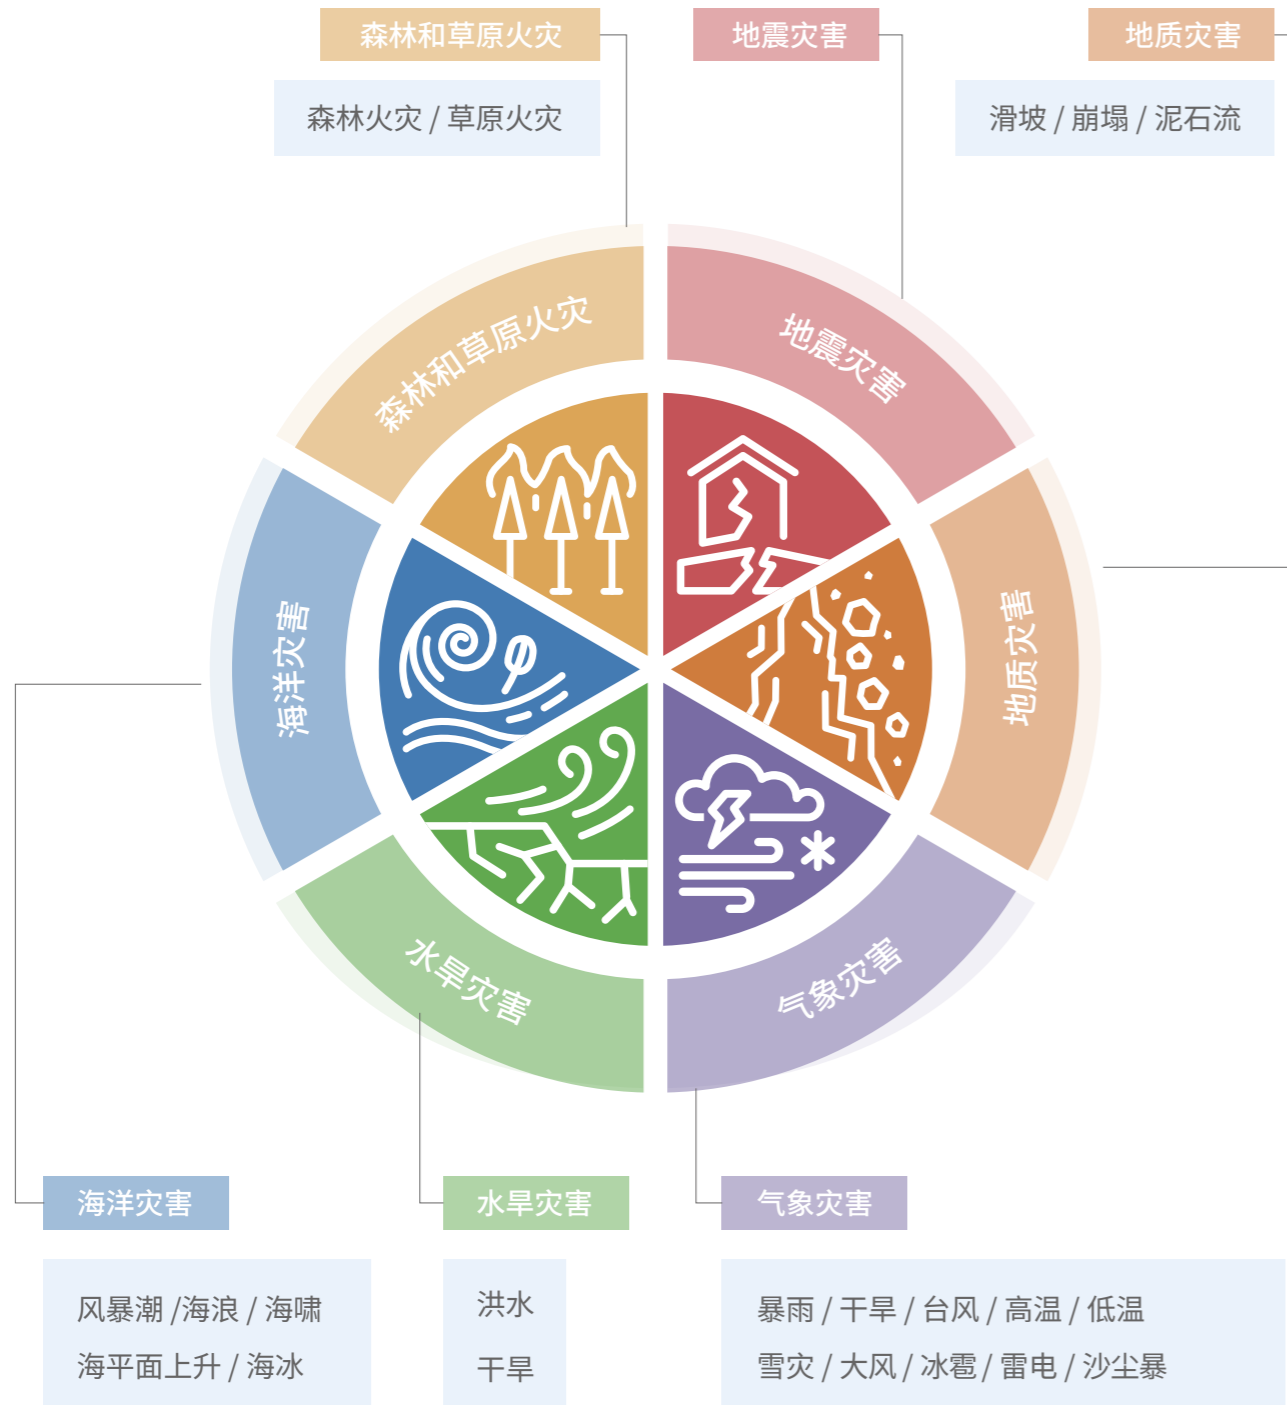 森林和草原火灾
地震灾害
地质灾害
森林火灾 / 草原火灾
滑坡 / 崩塌 / 泥石流
森林和草原火灾
地震灾害
海洋灾害
地质灾害
水旱灾害
气象灾害
海洋灾害
水旱灾害
气象灾害
风暴潮 /海浪 / 海啸
海平面上升 / 海冰
洪水
干旱
暴雨 / 干旱 / 台风 / 高温 / 低温
雪灾 / 大风 / 冰雹 / 雷电 / 沙尘暴